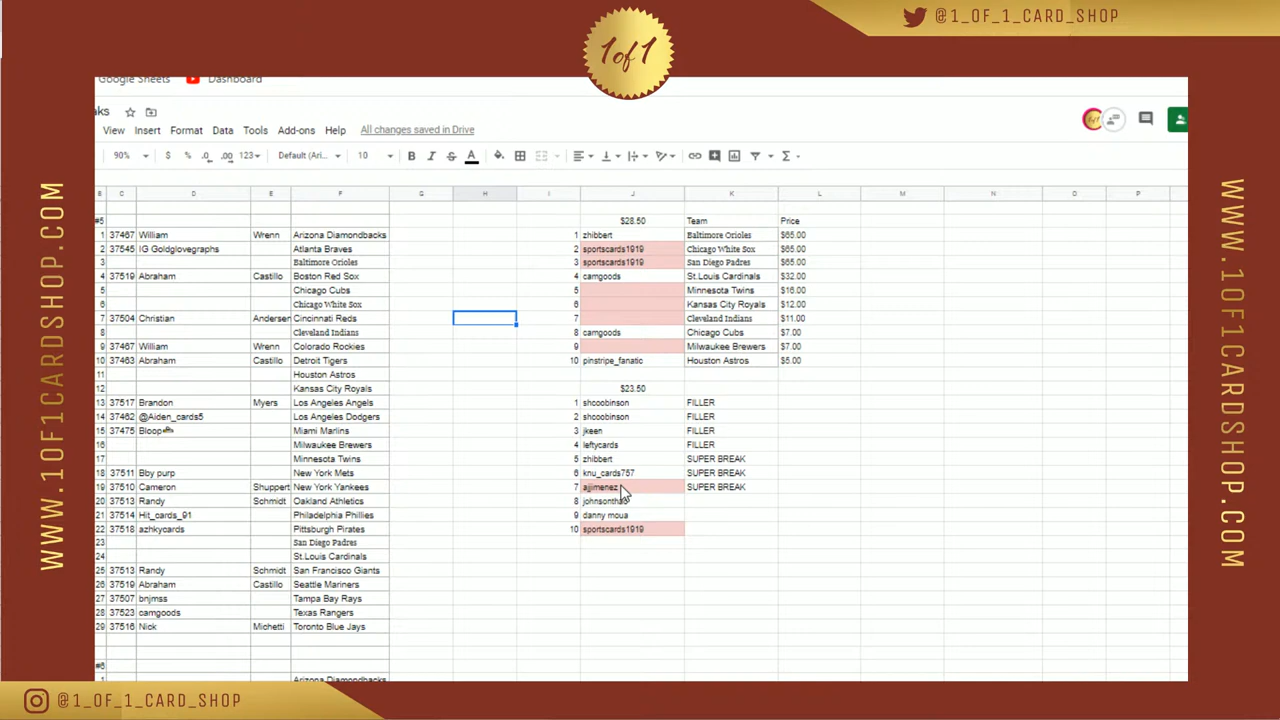 @1_OF_1_CARD_SHOP
1of1
Google Sheets Dashboard
aks
View Insert Format Data Tools Add-ons Help All changes saved in Drive
90% $ % .0 .00 123 Default (Ari... 10 B I S A
B C D E F G H I J K L M N O P
#5 $28.50 Team Price
1 37467 William Wrenn Arizona Diamondbacks 1 zhibbert Baltimore Orioles $65.00
2 37545 IG Goldglovegraphs Atlanta Braves 2 sportscards1919 Chicago White Sox $65.00
3 Baltimore Orioles 3 sportscards1919 San Diego Padres $65.00
4 37519 Abraham Castillo Boston Red Sox 4 camgoods St.Louis Cardinals $32.00
5 Chicago Cubs 5 Minnesota Twins $16.00
6 Chicago White Sox 6 Kansas City Royals $12.00
7 37504 Christian Andersen Cincinnati Reds 7 Cleveland Indians $11.00
8 Cleveland Indians 8 camgoods Chicago Cubs $7.00
9 37467 William Wrenn Colorado Rockies 9 Milwaukee Brewers $7.00
10 37463 Abraham Castillo Detroit Tigers 10 pinstripe_fanatic Houston Astros $5.00
11 Houston Astros
12 Kansas City Royals $23.50
13 37517 Brandon Myers Los Angeles Angels 1 shcoobinson FILLER
14 37462 @Aiden_cards5 Los Angeles Dodgers 2 shcoobinson FILLER
15 37475 Bloop Miami Marlins 3 jkeen FILLER
16 Milwaukee Brewers 4 leftycards FILLER
17 Minnesota Twins 5 zhibbert SUPER BREAK
18 37511 Bby purp New York Mets 6 knu_cards757 SUPER BREAK
19 37510 Cameron Shuppert New York Yankees 7 ajjimenez SUPER BREAK
20 37513 Randy Schmidt Oakland Athletics 8
21 37514 Hit_cards_91 Philadelphia Phillies 9 danny moua
22 37518 azhkycards Pittsburgh Pirates 10 sportscards1919
23 San Diego Padres
24 St.Louis Cardinals
25 37513 Randy Schmidt San Francisco Giants
26 37519 Abraham Castillo Seattle Mariners
27 37507 bnjmss Tampa Bay Rays
28 37523 camgoods Texas Rangers
29 37516 Nick Michetti Toronto Blue Jays
#6
1 Arizona Diamondbacks
WWW.1OF1CARDSHOP.COM
WWW.1OF1CARDSHOP.COM
@1_OF_1_CARD_SHOP